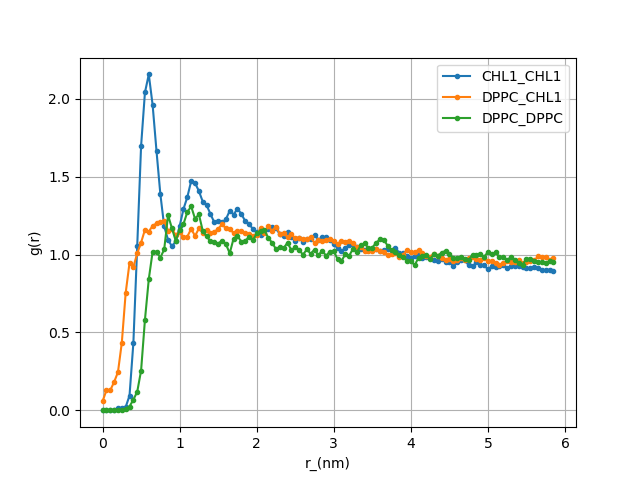 CHL1_CHL1
DPPC_CHL1
DPPC_DPPC
2.0
1.5
1.0
0.5
0.0
g(r)
0 1 2 3 4 5 6
r_(nm)